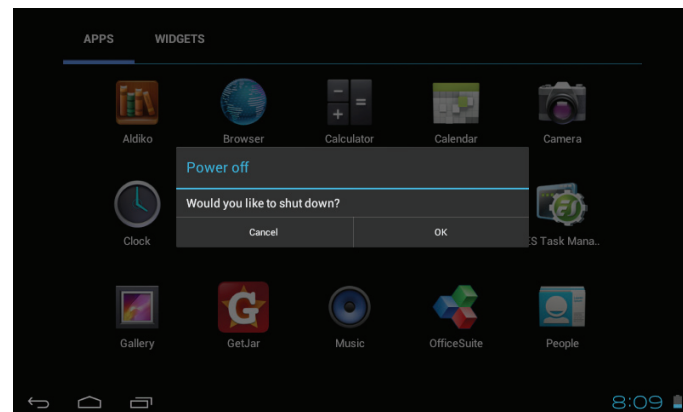 APPS WIDGETS
Aldiko Browser Calculator Calendar Camera
Power off
Would you like to shut down?
Cancel OK
Clock ES Task Mana..
Gallery GetJar Music OfficeSuite People
8:09